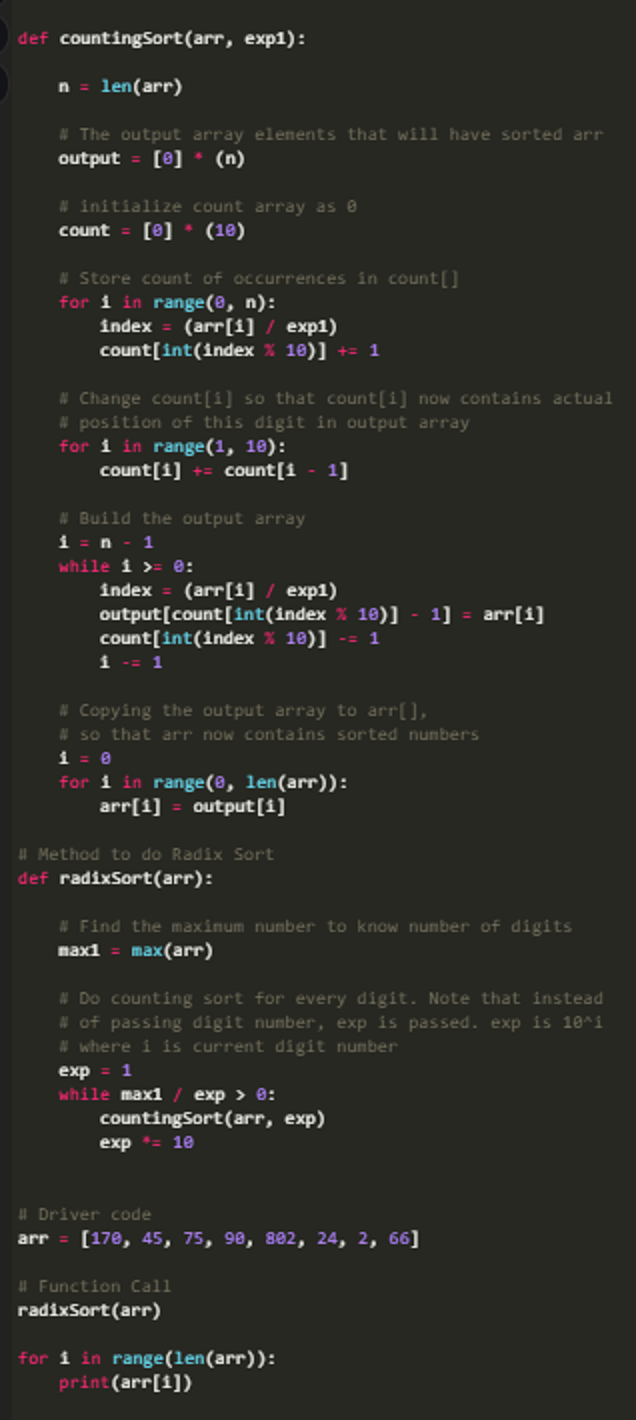 def countingSort(arr, exp1):

    n = len(arr)

    # The output array elements that will have sorted arr
    output = [0] * (n)

    # initialize count array as 0
    count = [0] * (10)

    # Store count of occurrences in count[]
    for i in range(0, n):
        index = (arr[i] / exp1)
        count[int(index % 10)] += 1

    # Change count[i] so that count[i] now contains actual
    # position of this digit in output array
    for i in range(1, 10):
        count[i] += count[i - 1]

    # Build the output array
    i = n - 1
    while i >= 0:
        index = (arr[i] / exp1)
        output[count[int(index % 10)] - 1] = arr[i]
        count[int(index % 10)] -= 1
        i -= 1

    # Copying the output array to arr[],
    # so that arr now contains sorted numbers
    i = 0
    for i in range(0, len(arr)):
        arr[i] = output[i]

# Method to do Radix Sort
def radixSort(arr):

    # Find the maximum number to know number of digits
    max1 = max(arr)

    # Do counting sort for every digit. Note that instead
    # of passing digit number, exp is passed. exp is 10^i
    # where i is current digit number
    exp = 1
    while max1 / exp > 0:
        countingSort(arr, exp)
        exp *= 10


# Driver code
arr = [170, 45, 75, 90, 802, 24, 2, 66]

# Function Call
radixSort(arr)

for i in range(len(arr)):
    print(arr[i])